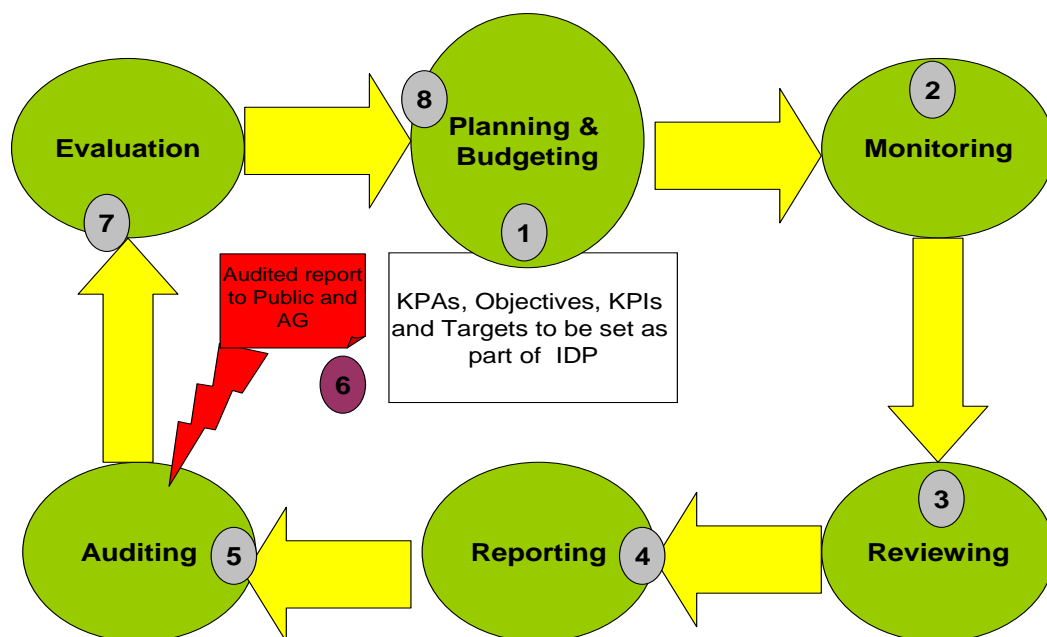 8
Planning &
Budgeting
1
2
Monitoring
Evaluation
7
Audited report
to Public and
AG
6
KPAs, Objectives, KPIs
and Targets to be set as
part of IDP
3
Reviewing
Reporting
4
Auditing
5